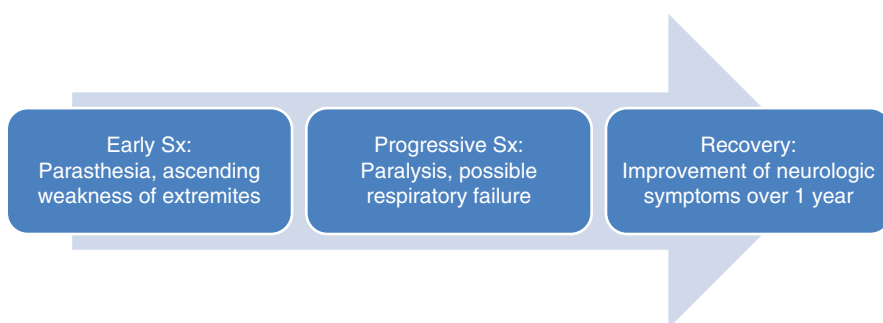 Early Sx:
Parasthesia, ascending
weakness of extremites
Progressive Sx:
Paralysis, possible
respiratory failure
Recovery:
Improvement of neurologic
symptoms over 1 year